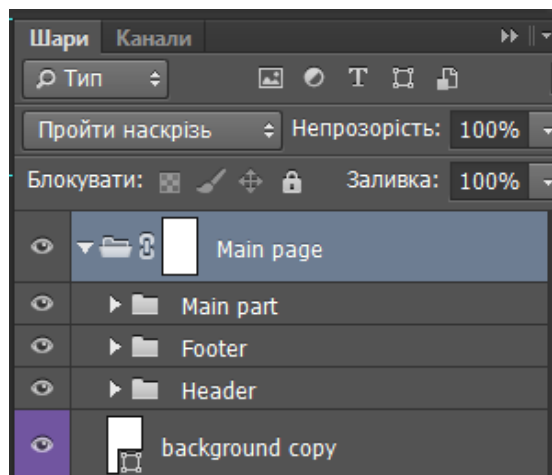 Шари Канали
Тип
Пройти наскрізь Непрозорість: 100%
Блокувати: Заливка: 100%
Main page
Main part
Footer
Header
background copy